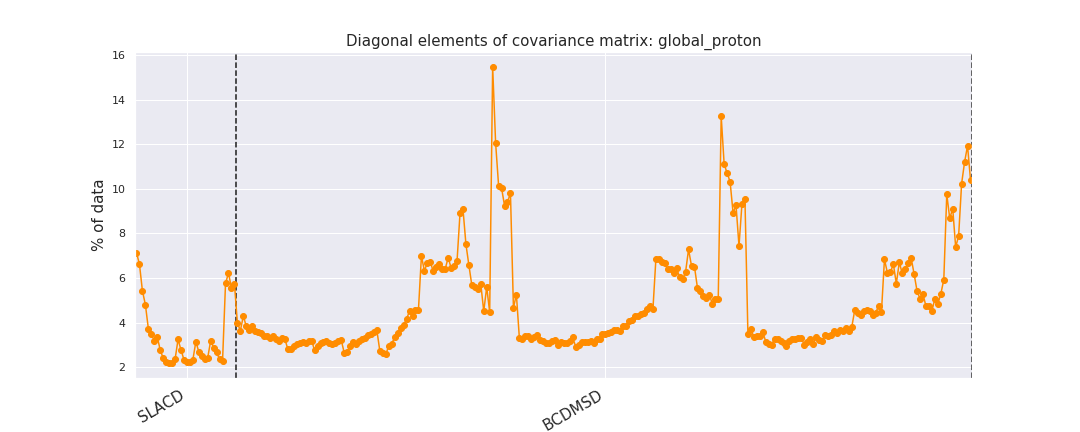 Diagonal elements of covariance matrix: global_proton
16
14
12
10
8
6
4
2
% of data
SLACD
BCDMSD